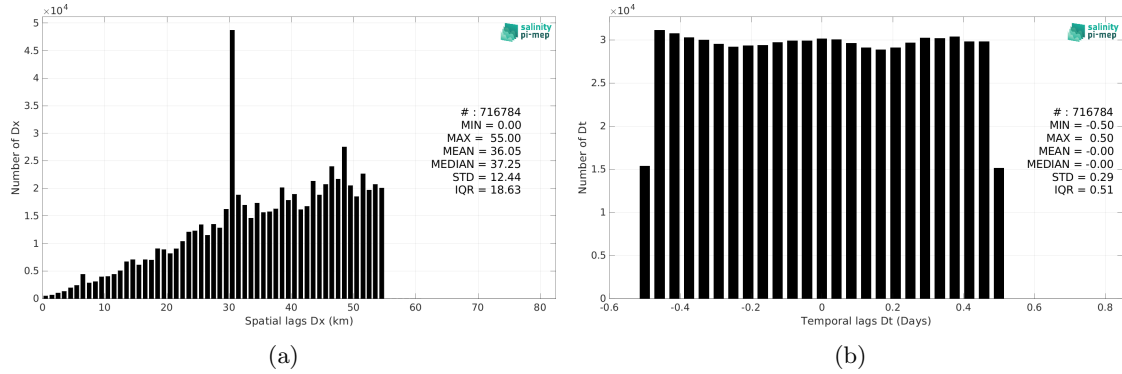 ×10⁴
5
4.5
4
3.5
3
2.5
2
1.5
1
0.5
0
Number of Dx
salinity
pi-mep
# : 716784
MIN = 0.00
MAX = 55.00
MEAN = 36.05
MEDIAN = 37.25
STD = 12.44
IQR = 18.63
0 10 20 30 40 50 60 70 80
Spatial lags Dx (km)
(a)
×10⁴
3
2.5
2
1.5
1
0.5
0
Number of Dt
salinity
pi-mep
# : 716784
MIN = -0.50
MAX = 0.50
MEAN = -0.00
MEDIAN = -0.00
STD = 0.29
IQR = 0.51
-0.6 -0.4 -0.2 0 0.2 0.4 0.6 0.8
Temporal lags Dt (Days)
(b)